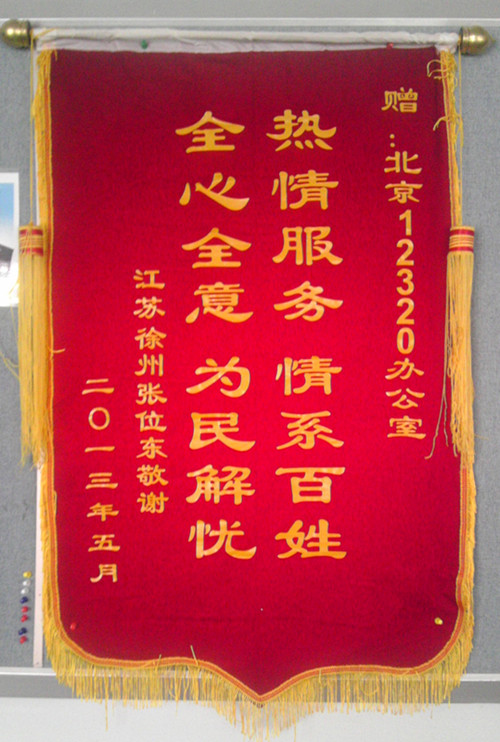 赠：北京12320办公室
热情服务 情系百姓
全心全意 为民解忧
江苏徐州张位东敬谢
二〇一三年五月